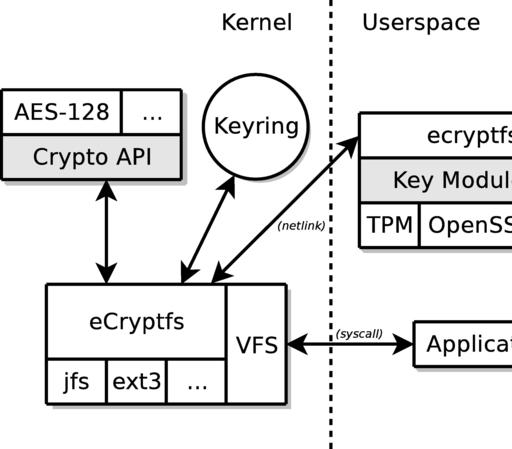 Kernel
Userspace
AES-128
...
Crypto API
Keyring
ecryptfs
Key Modul
TPM
OpenSS
(netlink)
eCryptfs
VFS
jfs
ext3
...
(syscall)
Applicat